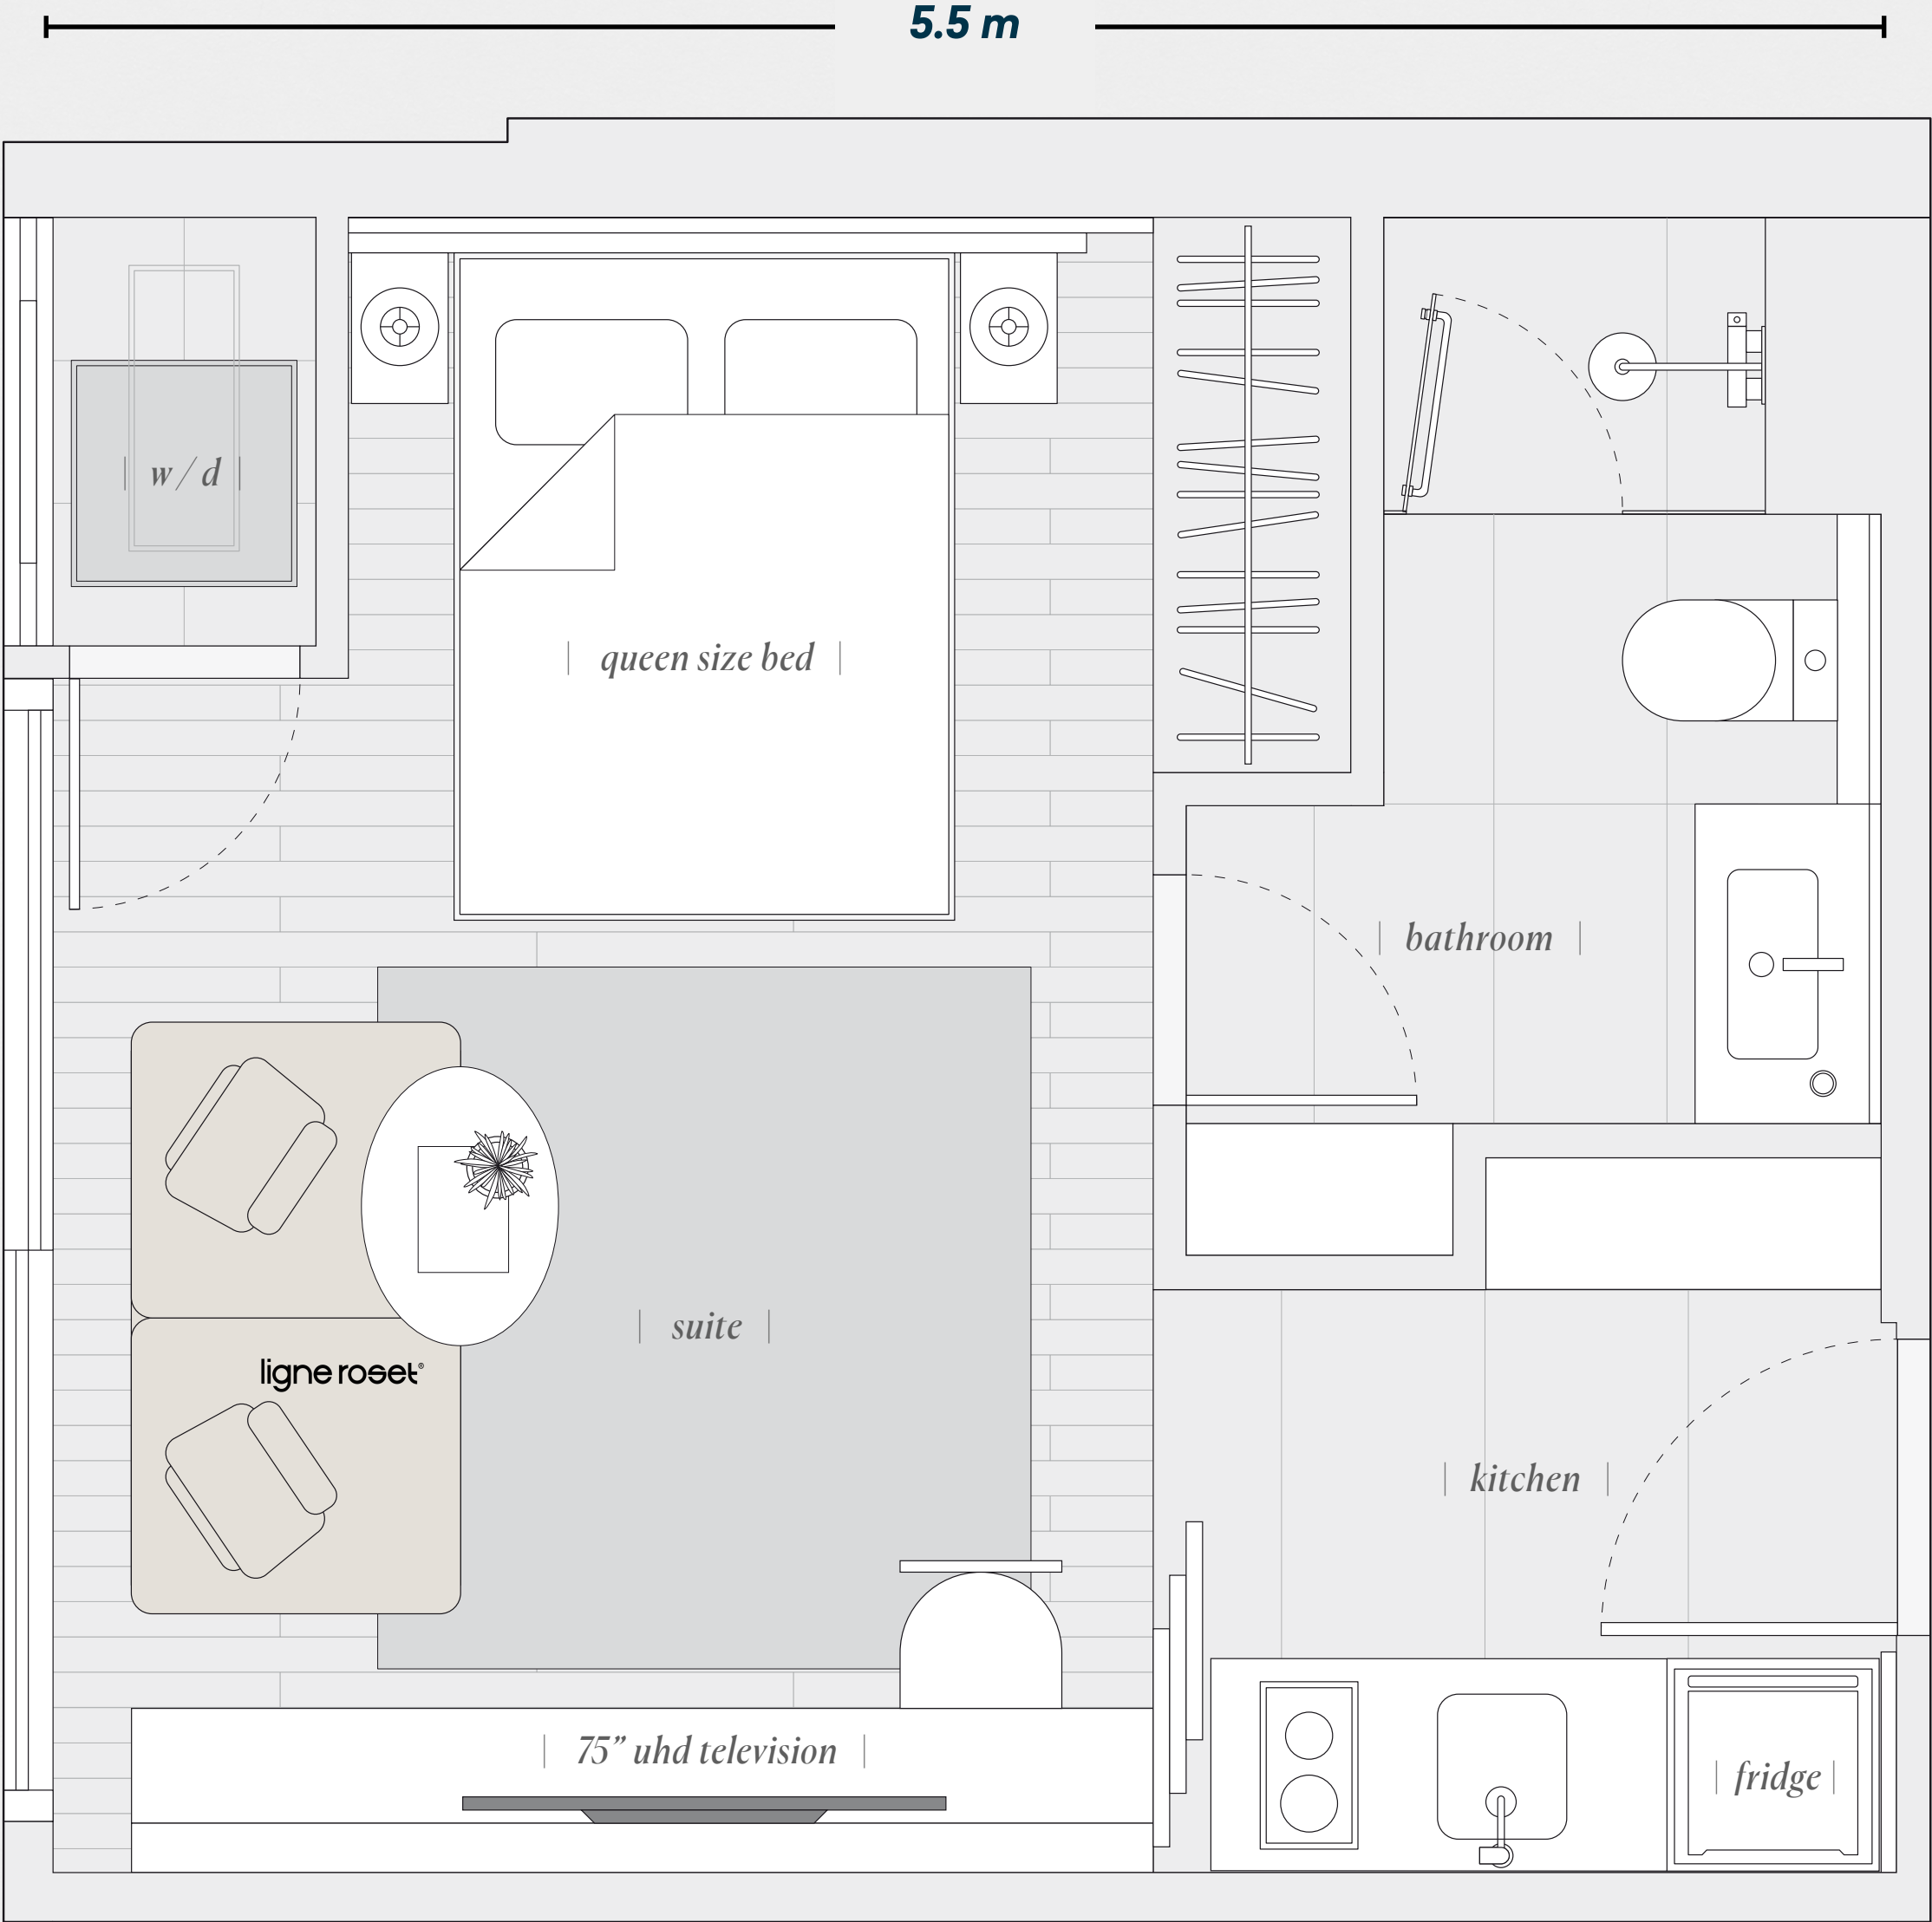 5.5 m
w / d
queen size bed
bathroom
suite
ligne roset®
kitchen
75” uhd television
fridge